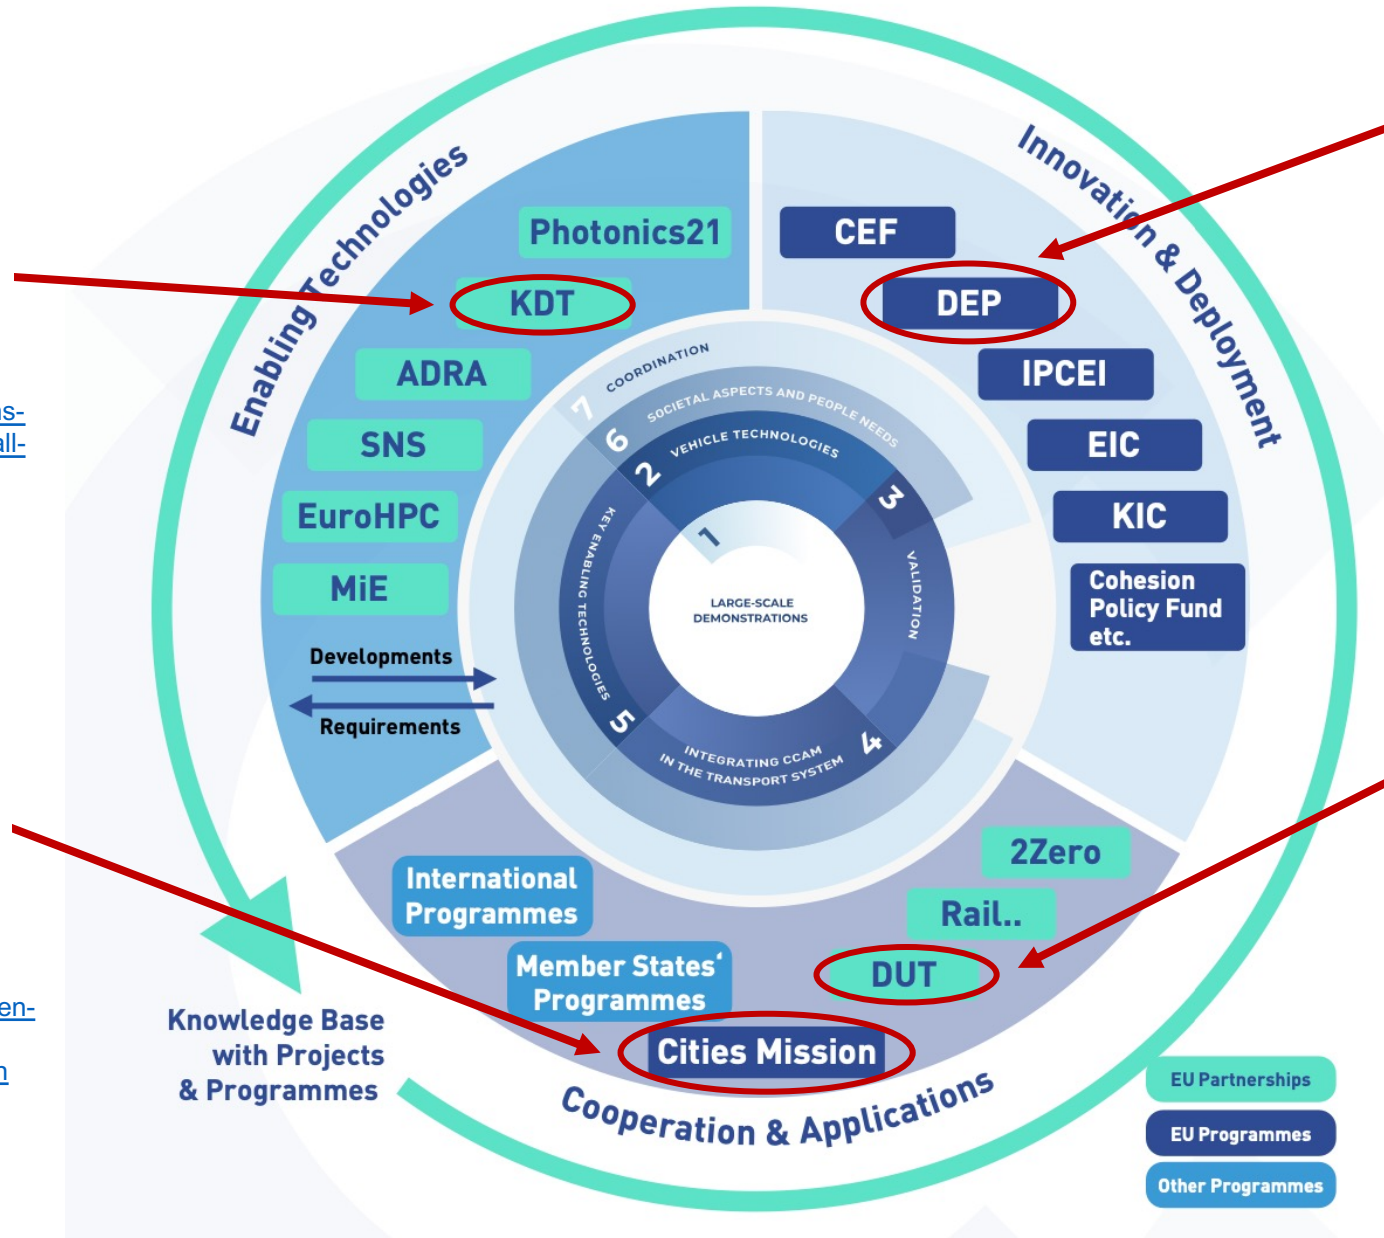 Enabling Technologies
Photonics21
KDT
ADRA
SNS
EuroHPC
MiE
Developments
Requirements
Innovation & Deployment
CEF
DEP
IPCEI
EIC
KIC
Cohesion
Policy Fund
etc.
7 COORDINATION
6 SOCIETAL ASPECTS AND PEOPLE NEEDS
2 VEHICLE TECHNOLOGIES
3 VALIDATION
1
LARGE-SCALE
DEMONSTRATIONS
KEY ENABLING TECHNOLOGIES 5
INTEGRATING CCAM 4
IN THE TRANSPORT SYSTEM
2Zero
Rail..
DUT
International
Programmes
Member States‘
Programmes
Cities Mission
Cooperation & Applications
Knowledge Base
with Projects
& Programmes
ns-
all-
en-
n
EU Partnerships
EU Programmes
Other Programmes